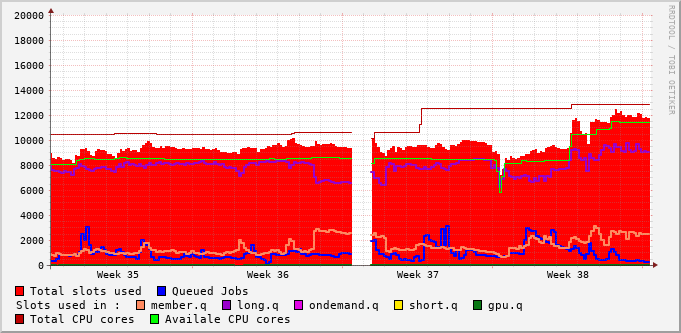 20000
18000
16000
14000
12000
10000
8000
6000
4000
2000
0
Week 35 Week 36 Week 37 Week 38
RRDTOOL / TOBI OETIKER
Total slots used Queued Jobs
Slots used in : member.q long.q ondemand.q short.q gpu.q
Total CPU cores Availale CPU cores